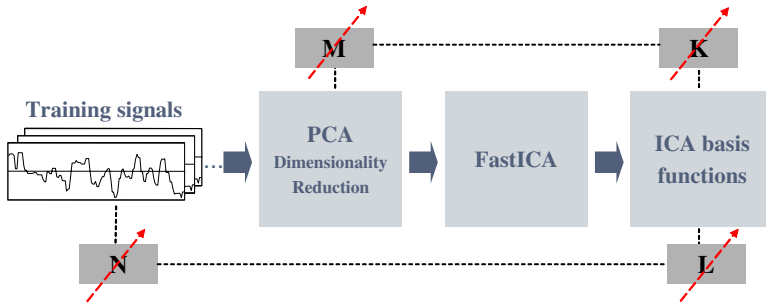 M
K
Training signals
PCA
Dimensionality
Reduction
FastICA
ICA basis
functions
...
N
L